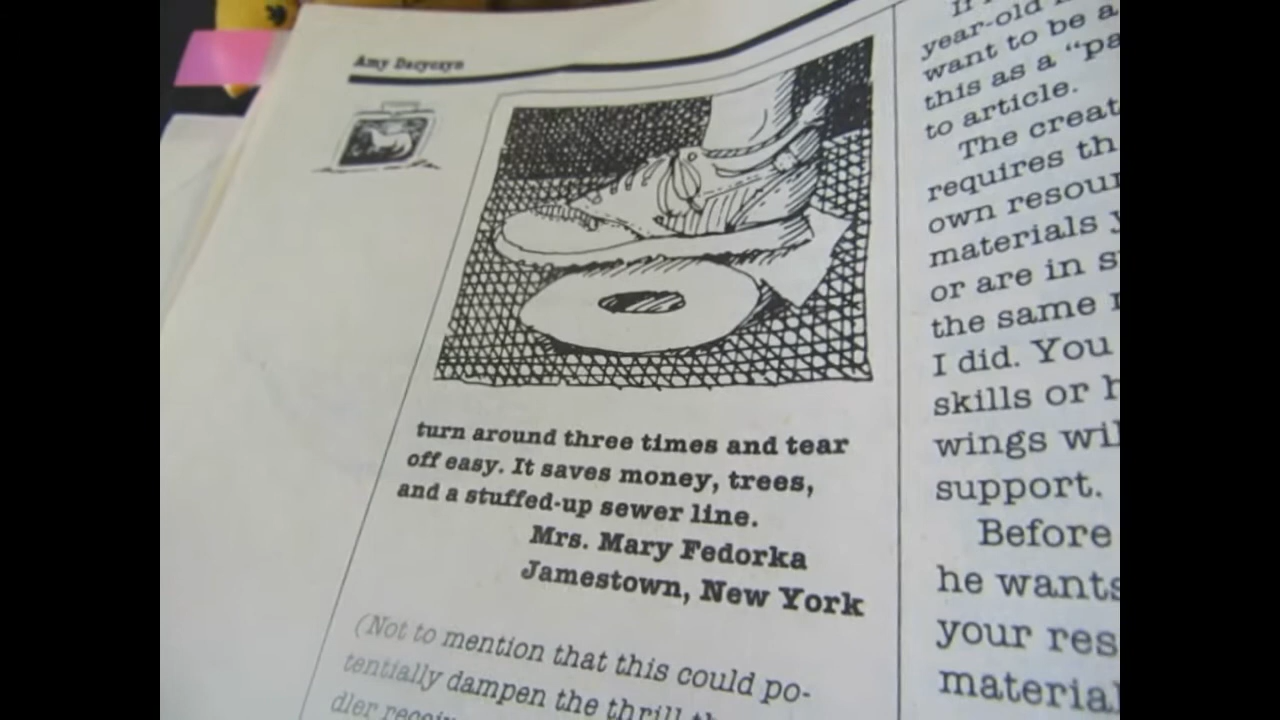 Amy Dacyczyn
turn around three times and tear
off easy. It saves money, trees,
and a stuffed-up sewer line.
Mrs. Mary Fedorka
Jamestown, New York
(Not to mention that this could po-
tentially dampen the thrill
year-old
want to be a
this as a "pa
to article.
The creat
requires th
own resour
materials
or are in s
the same
I did. You
skills or h
wings wil
support.
Before
he wants
your res
material